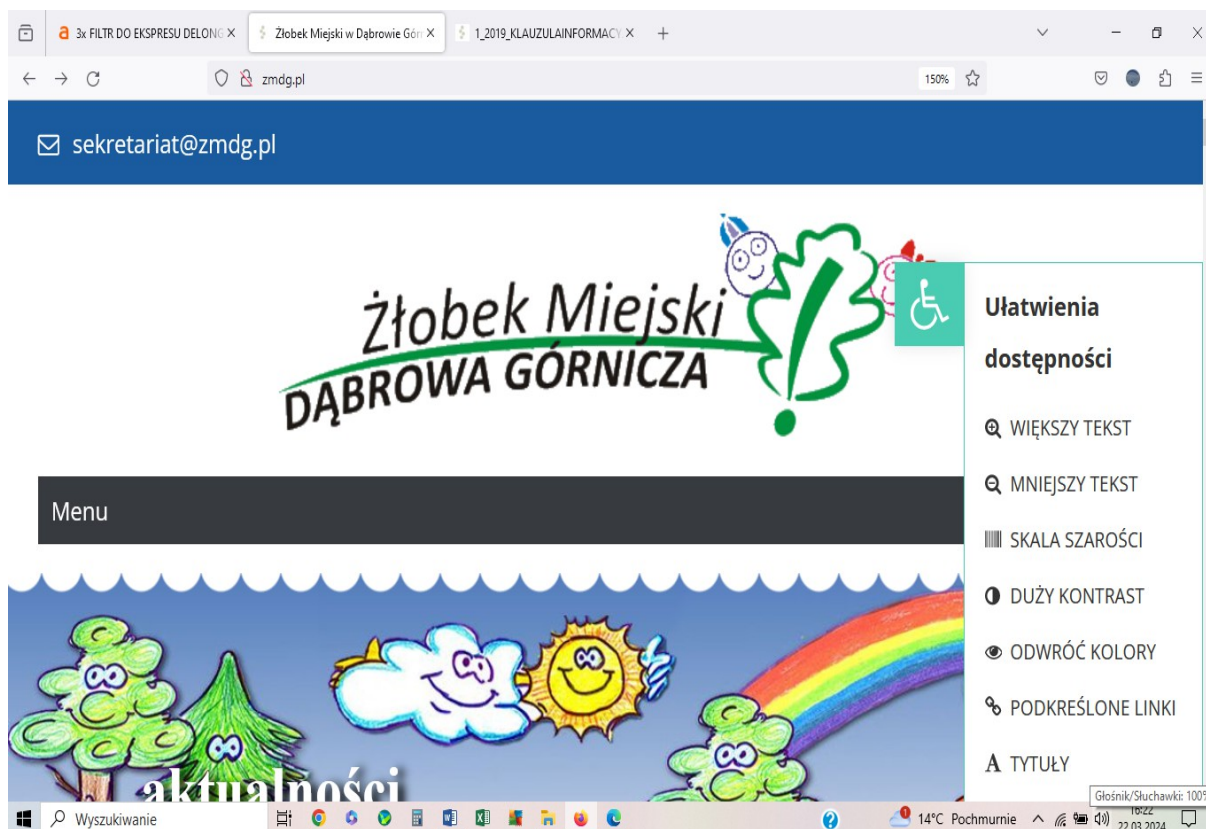 3x FILTR DO EKSPRESU DELONG
Żłobek Miejski w Dąbrowie Górn
1_2019_KLAUZULAINFORMACY
zmdg.pl
150%
sekretariat@zmdg.pl
Żłobek Miejski
DĄBROWA GÓRNICZA
Ułatwienia
dostępności
WIĘKSZY TEKST
MNIEJSZY TEKST
SKALA SZAROŚCI
DUŻY KONTRAST
ODWRÓĆ KOLORY
PODKREŚLONE LINKI
A TYTUŁY
Menu
aktualności
Głośnik/Słuchawki: 100%
Wyszukiwanie
1
14°C Pochmurnie
16:22
22.03.2024